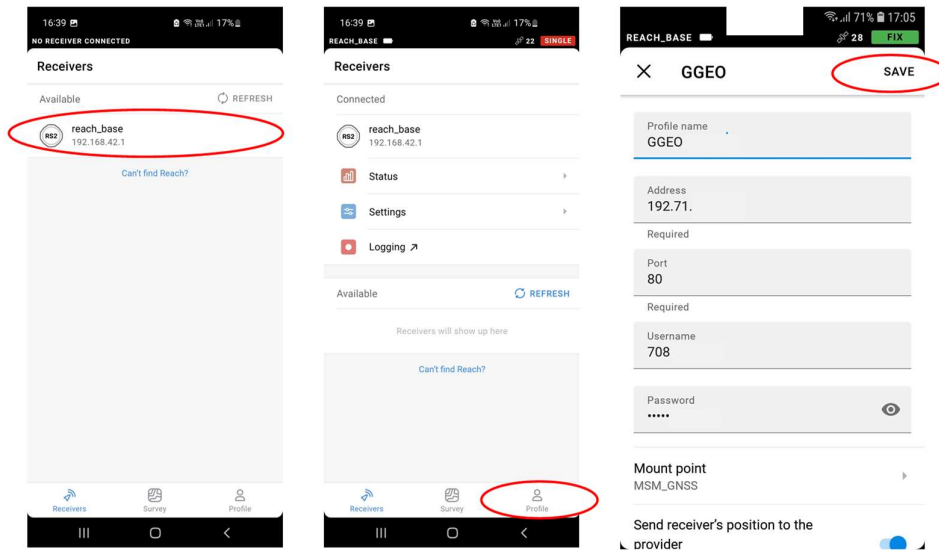 16:39 17%
NO RECEIVER CONNECTED
Receivers
Available REFRESH
RS2 reach_base
192.168.42.1
Can't find Reach?
Receivers Survey Profile
16:39 17%
REACH_BASE 22 SINGLE
Receivers
Connected
RS2 reach_base
192.168.42.1
Status
Settings
Logging
Available REFRESH
Receivers will show up here
Can't find Reach?
Receivers Survey Profile
71% 17:05
REACH_BASE 28 FIX
GGEO SAVE
Profile name
GGEO
Address
192.71.
Required
Port
80
Required
Username
708
Password
•••••
Mount point
MSM_GNSS
Send receiver's position to the
provider